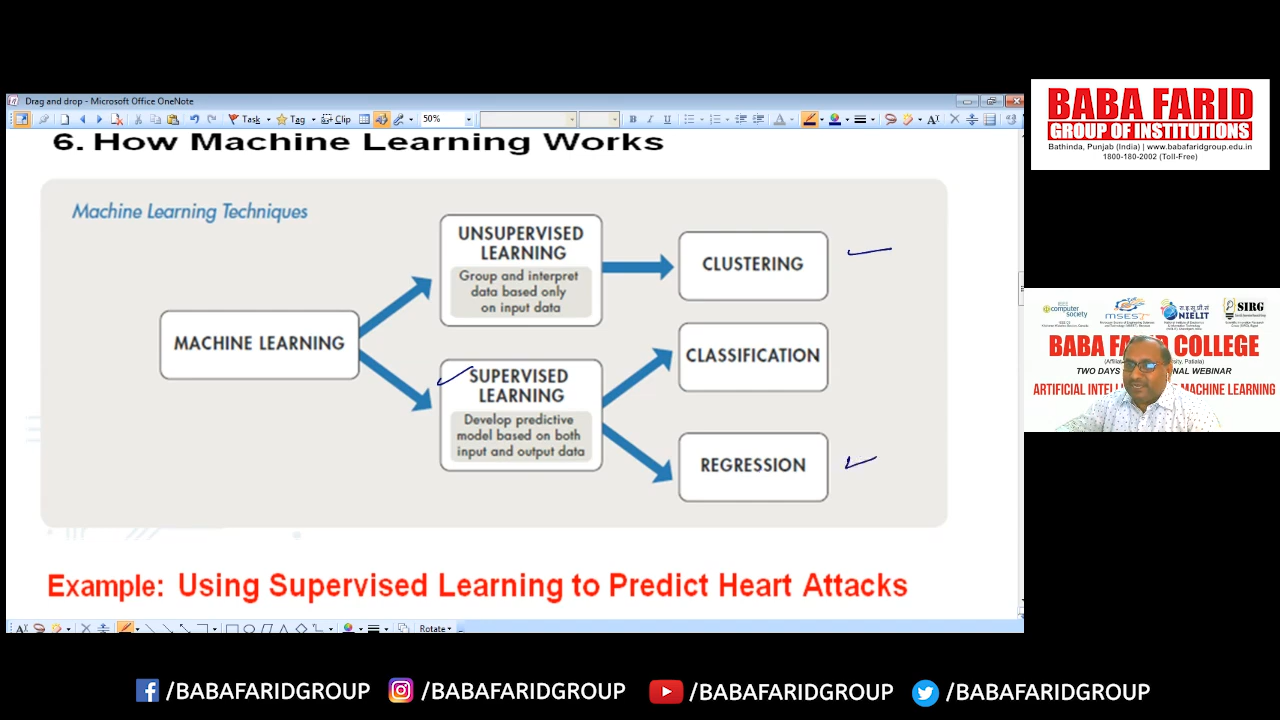 Drag and drop - Microsoft Office OneNote
Task
Tag
Clip
50%
6. How Machine Learning Works
Machine Learning Techniques
UNSUPERVISED
LEARNING
Group and interpret
data based only
on input data
CLUSTERING
MACHINE LEARNING
CLASSIFICATION
SUPERVISED
LEARNING
Develop predictive
model based on both
input and output data
REGRESSION
Example: Using Supervised Learning to Predict Heart Attacks
Rotate
BABA FARID
GROUP OF INSTITUTIONS
Bathinda, Punjab (India) | www.babafaridgroup.edu.in
1800-180-2002 (Toll-Free)
computer
society
MSEST
NIELIT
SIRG
BABA FA COLLEGE
TWO DAYS NAL WEBINAR
ARTIFICIAL INTEL MACHINE LEARNING
/BABAFARIDGROUP
/BABAFARIDGROUP
/BABAFARIDGROUP
/BABAFARIDGROUP